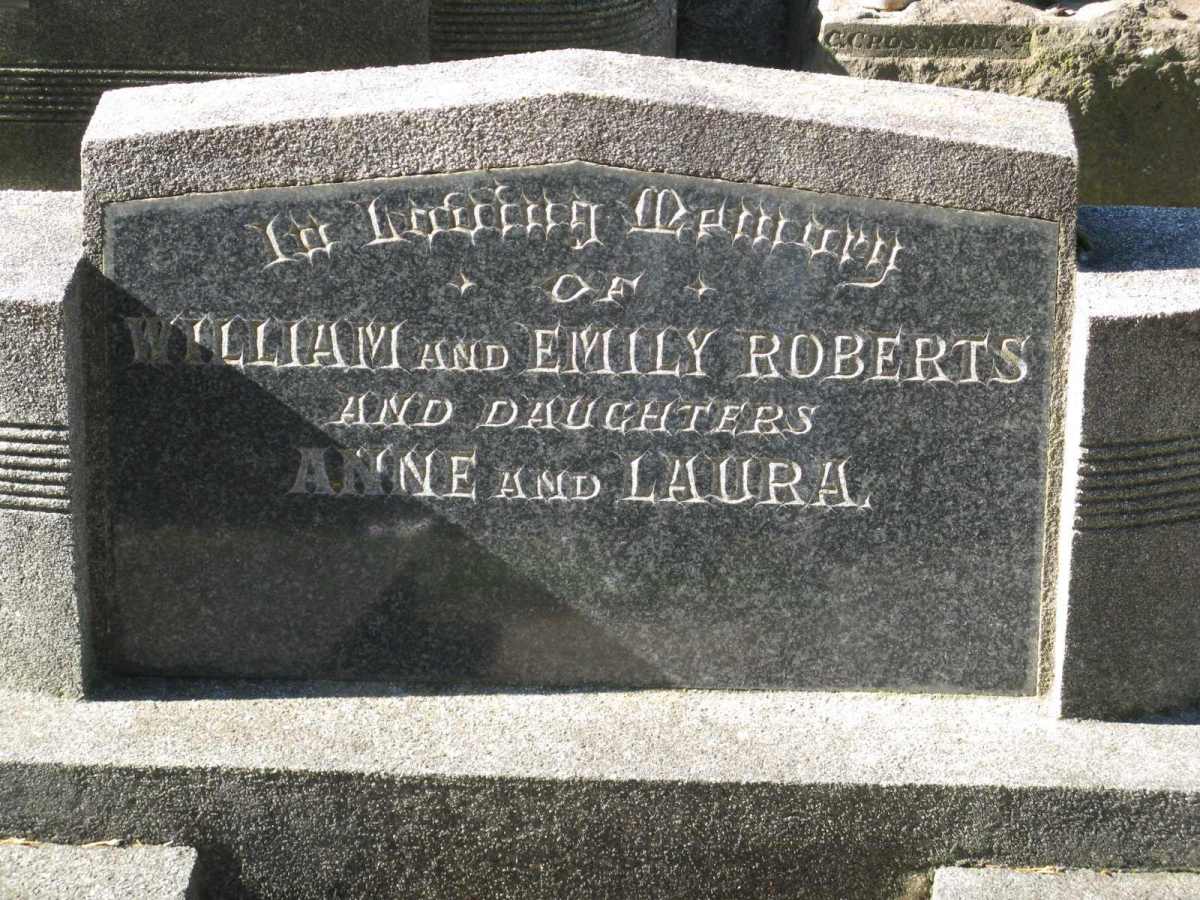 In Loving Memory
OF
WILLIAM AND EMILY ROBERTS
AND DAUGHTERS
ANNE AND LAURA.